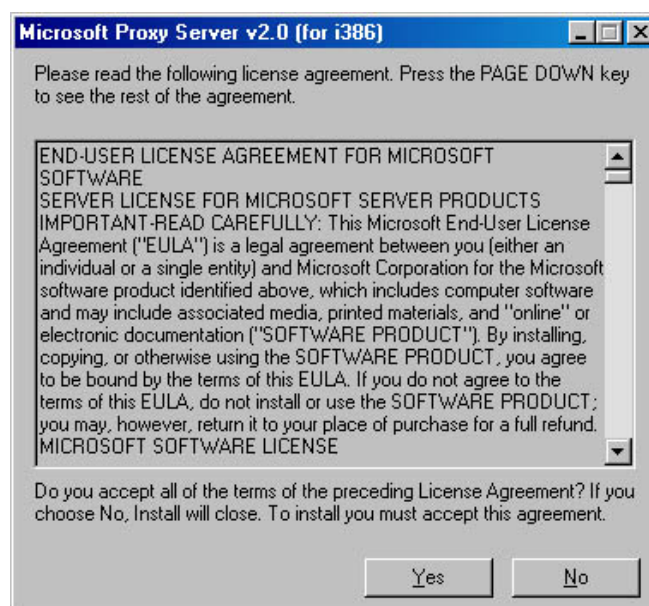 Microsoft Proxy Server v2.0 (for i386)
Please read the following license agreement. Press the PAGE DOWN key
to see the rest of the agreement.
END-USER LICENSE AGREEMENT FOR MICROSOFT
SOFTWARE
SERVER LICENSE FOR MICROSOFT SERVER PRODUCTS
IMPORTANT-READ CAREFULLY: This Microsoft End-User License
Agreement ("EULA") is a legal agreement between you (either an
individual or a single entity) and Microsoft Corporation for the Microsoft
software product identified above, which includes computer software
and may include associated media, printed materials, and "online" or
electronic documentation ("SOFTWARE PRODUCT"). By installing,
copying, or otherwise using the SOFTWARE PRODUCT, you agree
to be bound by the terms of this EULA. If you do not agree to the
terms of this EULA, do not install or use the SOFTWARE PRODUCT;
you may, however, return it to your place of purchase for a full refund.
MICROSOFT SOFTWARE LICENSE
Do you accept all of the terms of the preceding License Agreement? If you
choose No, Install will close. To install you must accept this agreement.
Yes No